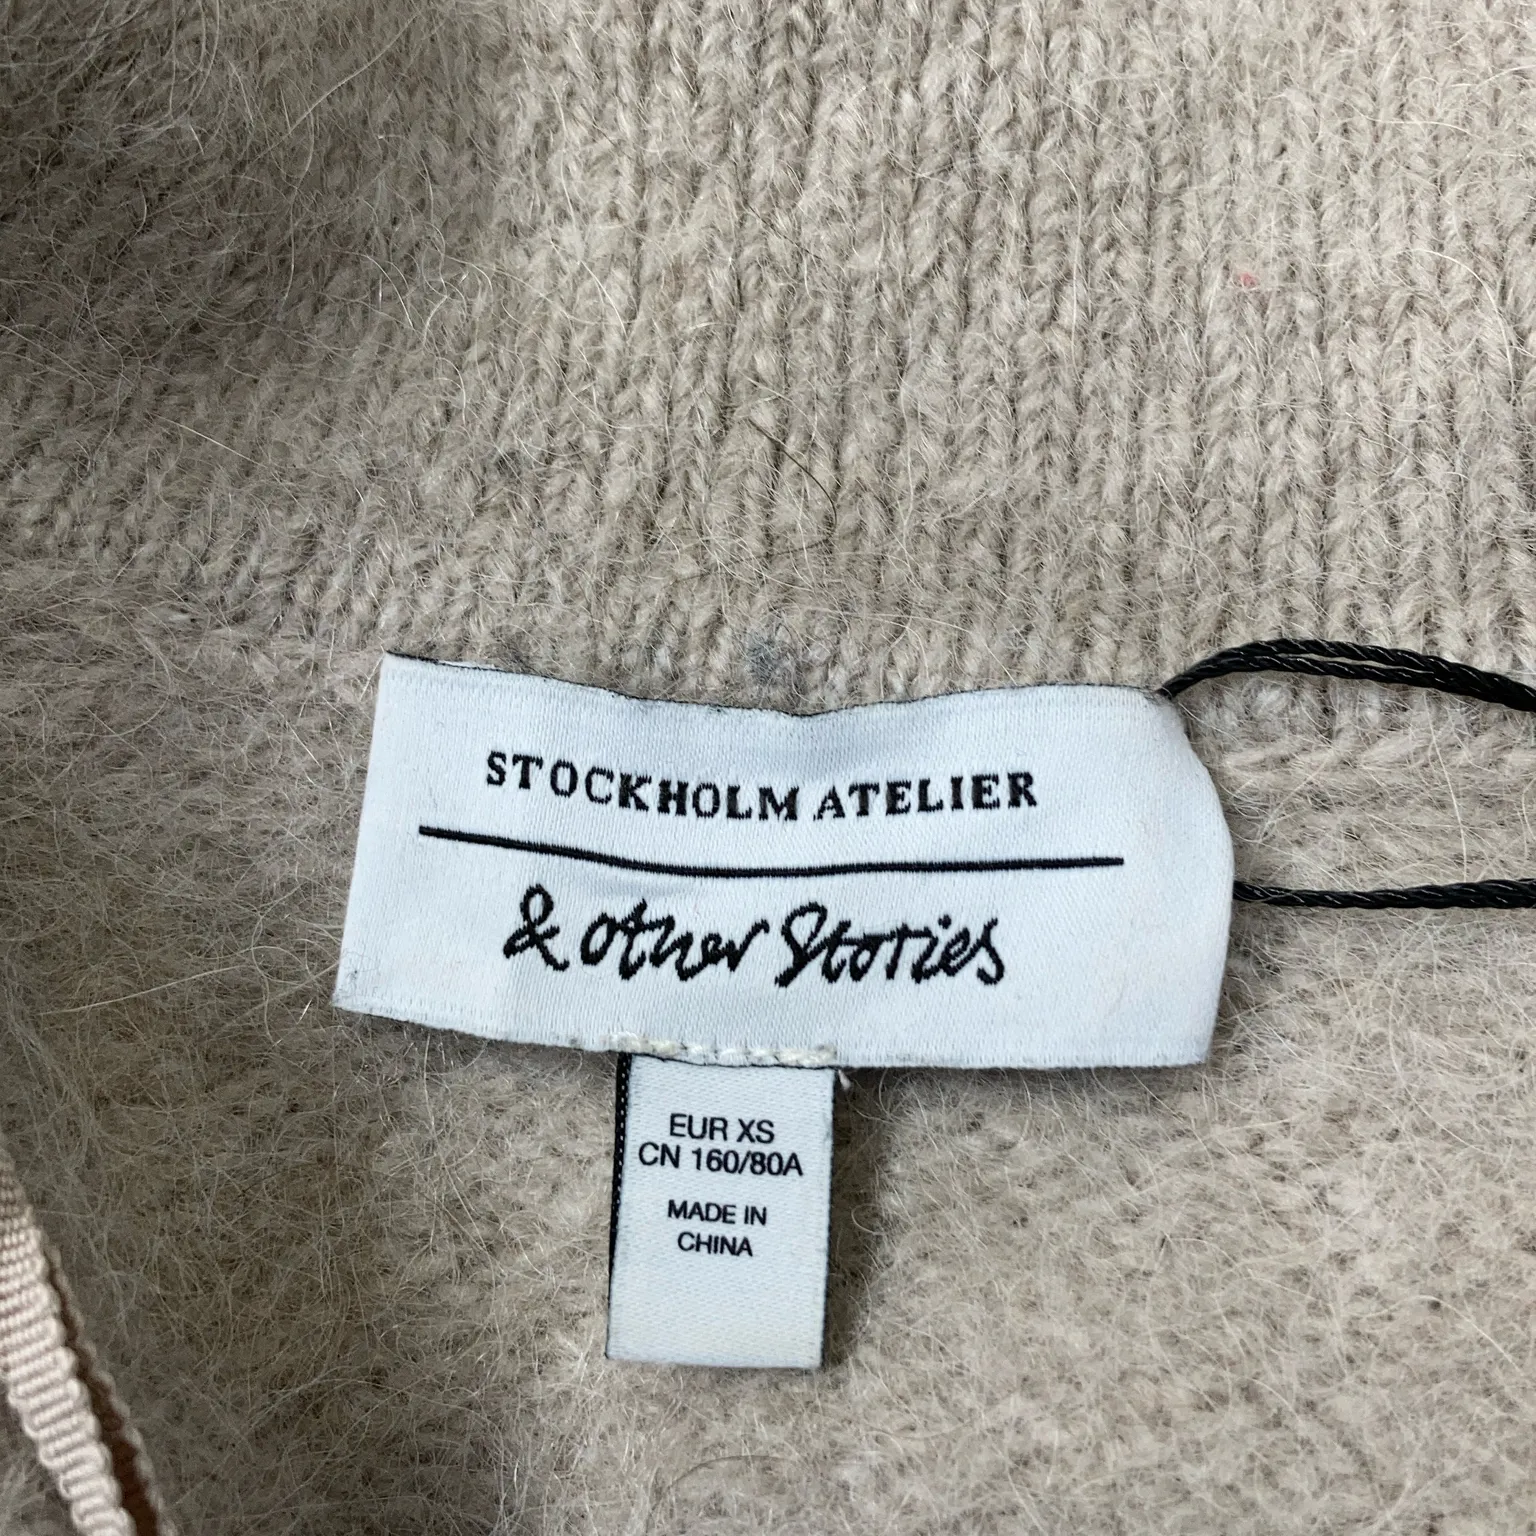 STOCKHOLM ATELIER
& other Stories
EUR XS
CN 160/80A
MADE IN
CHINA